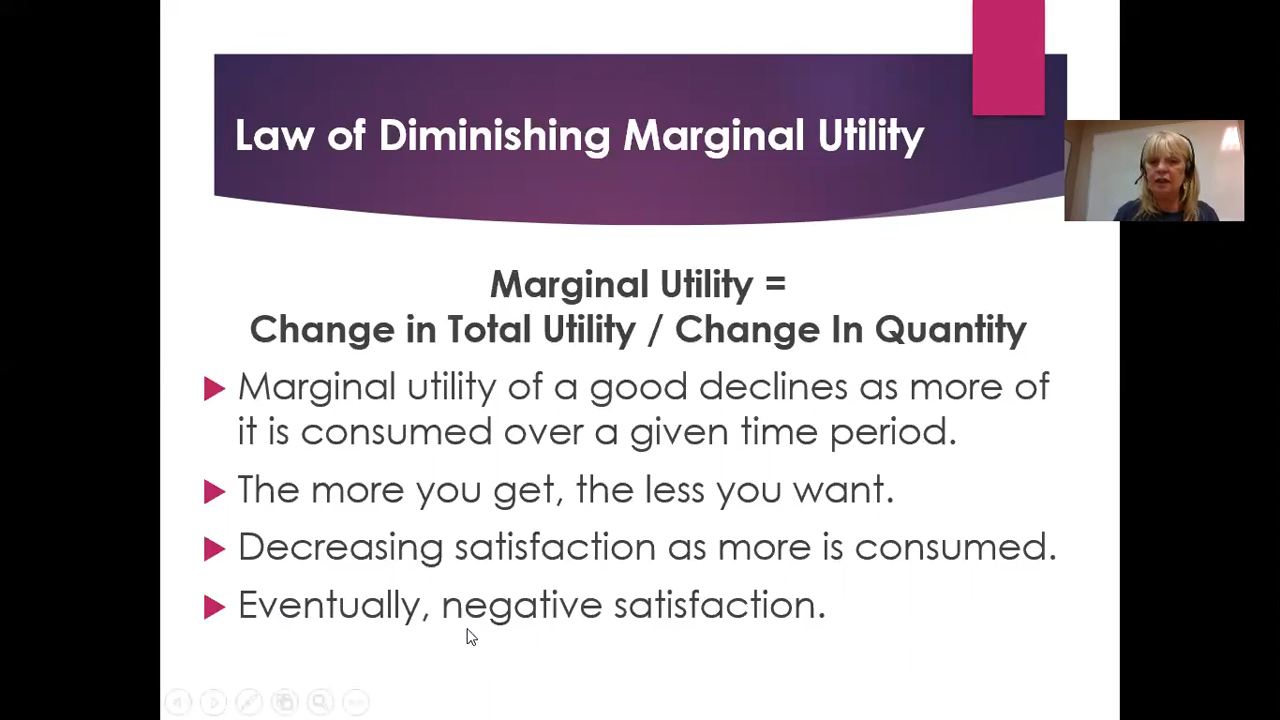 Law of Diminishing Marginal Utility
Marginal Utility =
Change in Total Utility / Change In Quantity
Marginal utility of a good declines as more of
it is consumed over a given time period.
The more you get, the less you want.
Decreasing satisfaction as more is consumed.
Eventually, negative satisfaction.